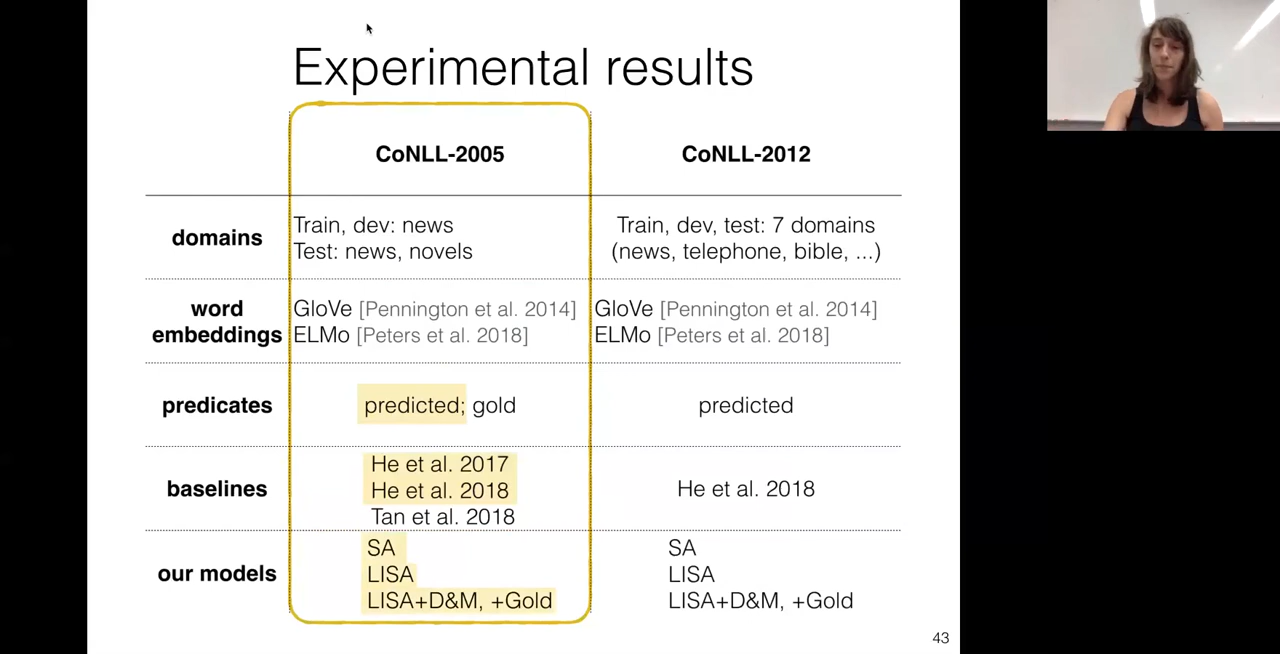 Experimental results
CoNLL-2005 CoNLL-2012
domains
Train, dev: news
Test: news, novels
Train, dev, test: 7 domains
(news, telephone, bible, ...)
word
embeddings
GloVe [Pennington et al. 2014]
ELMo [Peters et al. 2018]
GloVe [Pennington et al. 2014]
ELMo [Peters et al. 2018]
predicates
predicted; gold
predicted
baselines
He et al. 2017
He et al. 2018
Tan et al. 2018
He et al. 2018
our models
SA
LISA
LISA+D&M, +Gold
SA
LISA
LISA+D&M, +Gold
43